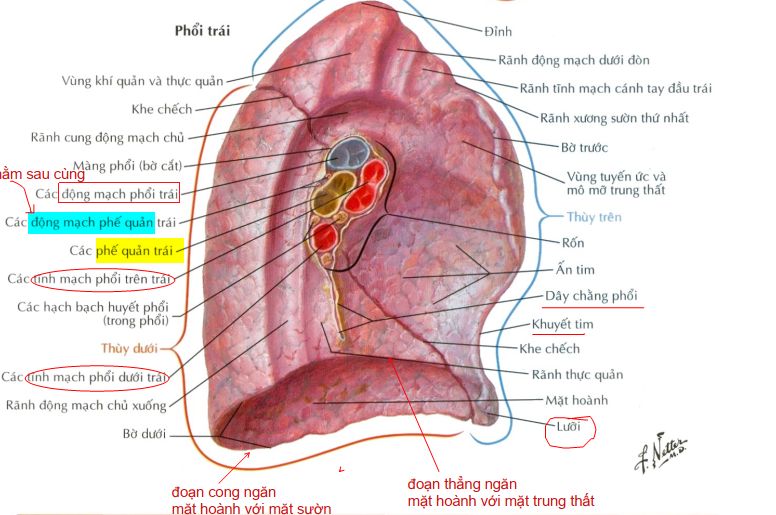 Phổi trái
Vùng khí quản và thực quản
Khe chếch
Rãnh cung động mạch chủ
Màng phổi (bờ cắt)
nằm sau cùng
Các động mạch phổi trái
Các động mạch phế quản trái
Các phế quản trái
Các tĩnh mạch phổi trên trái
Các hạch bạch huyết phổi
(trong phổi)
Thùy dưới
Các tĩnh mạch phổi dưới trái
Rãnh động mạch chủ xuống
Bờ dưới
Đỉnh
Rãnh động mạch dưới đòn
Rãnh tĩnh mạch cánh tay đầu trái
Rãnh xương sườn thứ nhất
Bờ trước
Vùng tuyến ức và
mô mỡ trung thất
Thùy trên
Rốn
Ấn tim
Dây chằng phổi
Khuyết tim
Khe chếch
Rãnh thực quản
Mặt hoành
Lưỡi
đoạn cong ngăn
mặt hoành với mặt sườn
đoạn thẳng ngăn
mặt hoành với mặt trung thất
F. Netter
M.D.